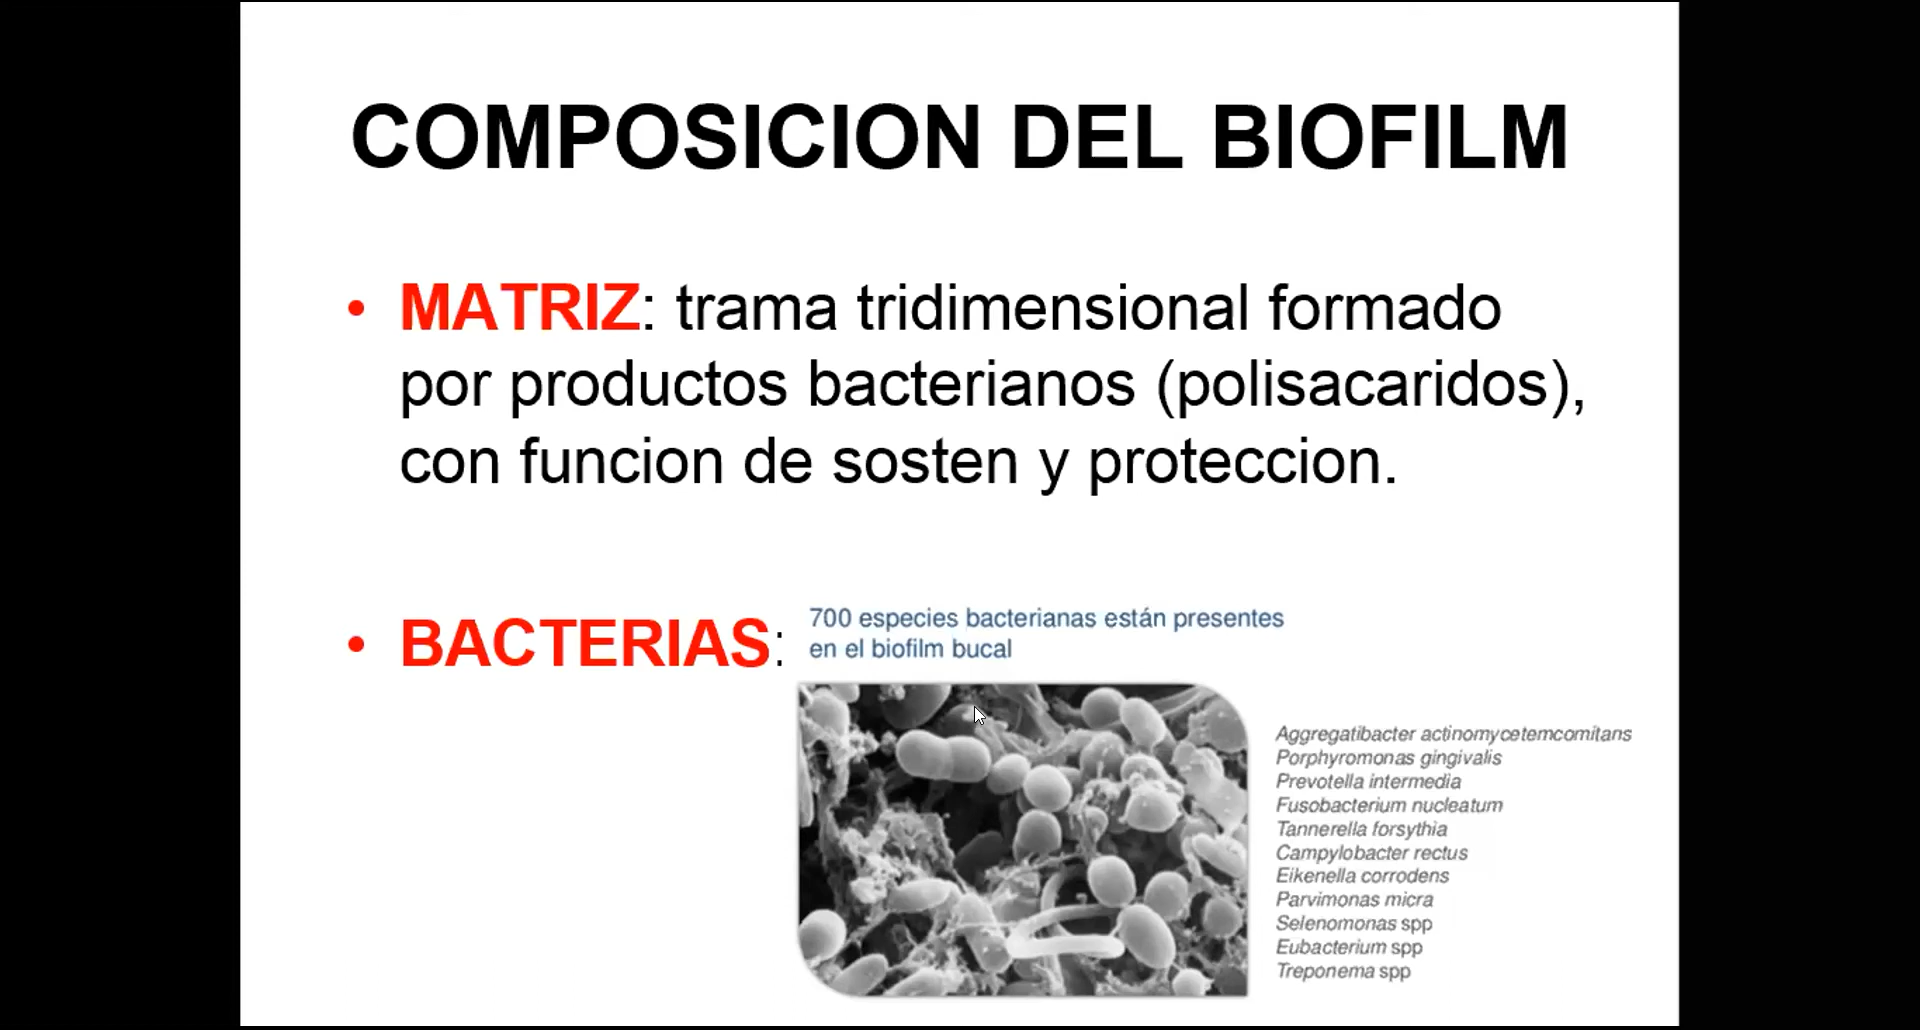 COMPOSICION DEL BIOFILM
• MATRIZ: trama tridimensional formado
por productos bacterianos (polisacaridos),
con funcion de sosten y proteccion.
• BACTERIAS:
700 especies bacterianas están presentes
en el biofilm bucal
Aggregatibacter actinomycetemcomitans
Porphyromonas gingivalis
Prevotella intermedia
Fusobacterium nucleatum
Tannerella forsythia
Campylobacter rectus
Eikenella corrodens
Parvimonas micra
Selenomonas spp
Eubacterium spp
Treponema spp